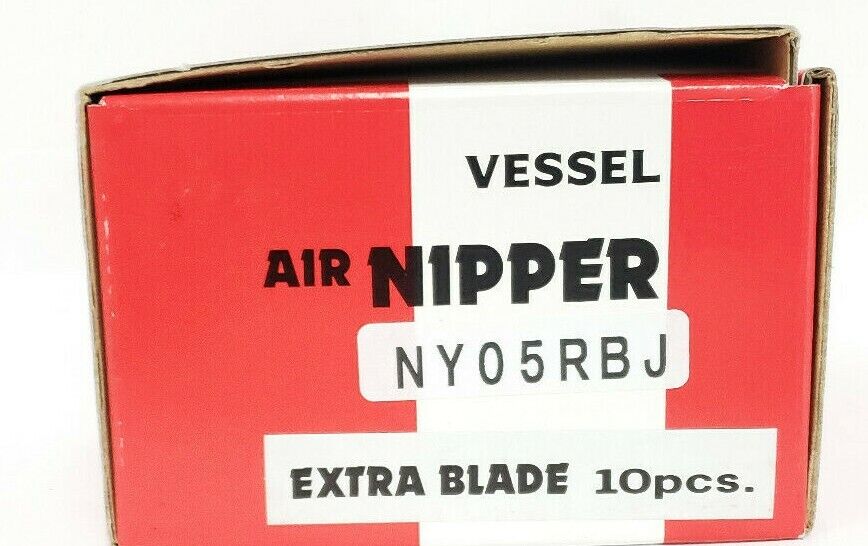 VESSEL
AIR NIPPER
NY05RBJ
EXTRA BLADE 10pcs.